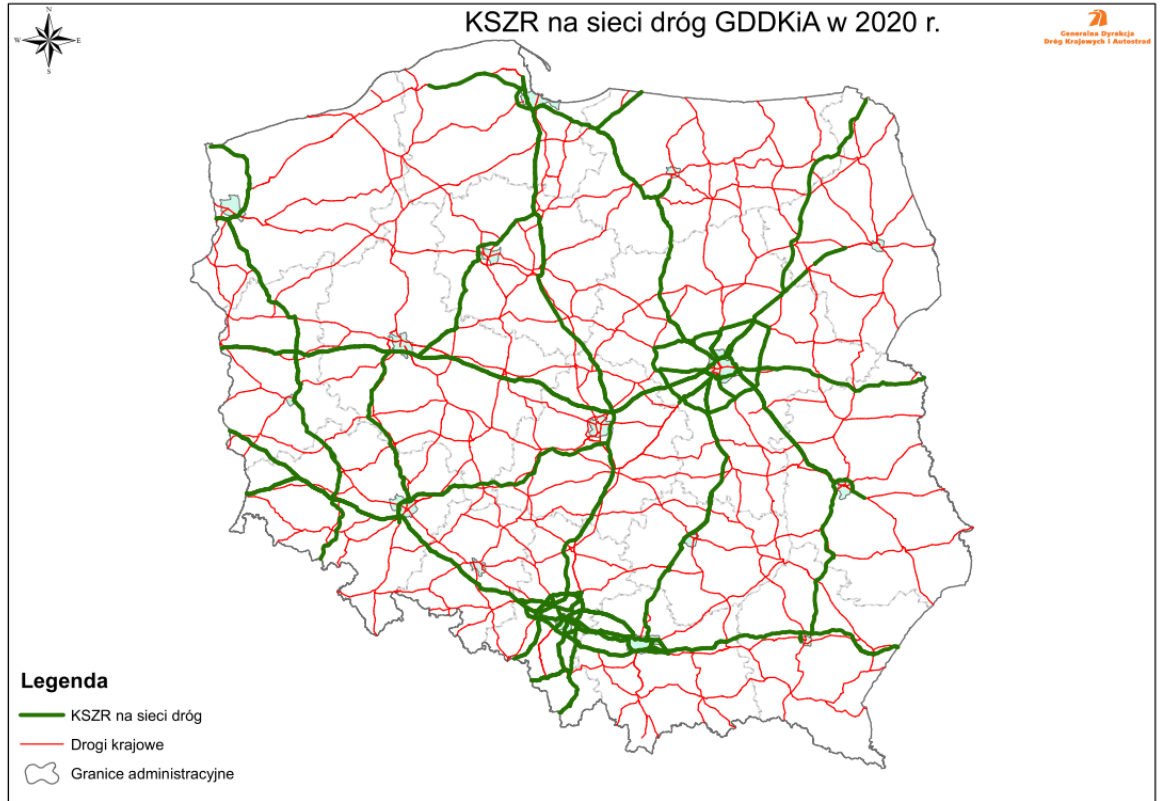 KSZR na sieci dróg GDDKiA w 2020 r.
N
W
E
S
Generalna Dyrekcja
Dróg Krajowych i Autostrad
Legenda
KSZR na sieci dróg
Drogi krajowe
Granice administracyjne